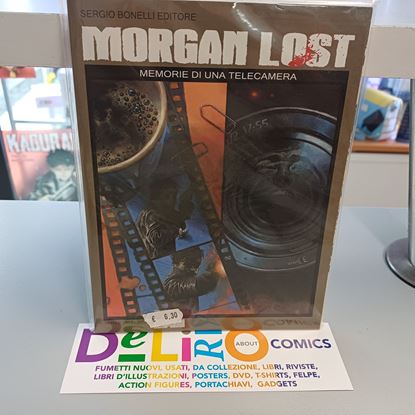 SERGIO BONELLI EDITORE
MORGAN LOST
MEMORIE DI UNA TELECAMERA
KAGURA
€ 6,30
DELIRIO ABOUT COMICS
FUMETTI NUOVI, USATI, DA COLLEZIONE, LIBRI, RIVISTE,
LIBRI D'ILLUSTRAZIONI, POSTERS, DVD, T-SHIRTS, FELPE,
ACTION FIGURES, PORTACHIAVI, GADGETS